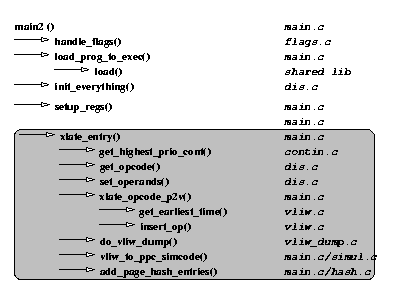 main2 () main.c
handle_flags() flags.c
load_prog_to_exec() main.c
load() shared lib
init_everything() dis.c
setup_regs() main.c
main.c
xlate_entry() main.c
get_highest_prio_cont() contin.c
get_opcode() dis.c
set_operands() dis.c
xlate_opcode_p2v() main.c
get_earliest_time() vliw.c
insert_op() vliw.c
do_vliw_dump() vliw_dump.c
vliw_to_ppc_simcode() main.c/simul.c
add_page_hash_entries() main.c/hash.c